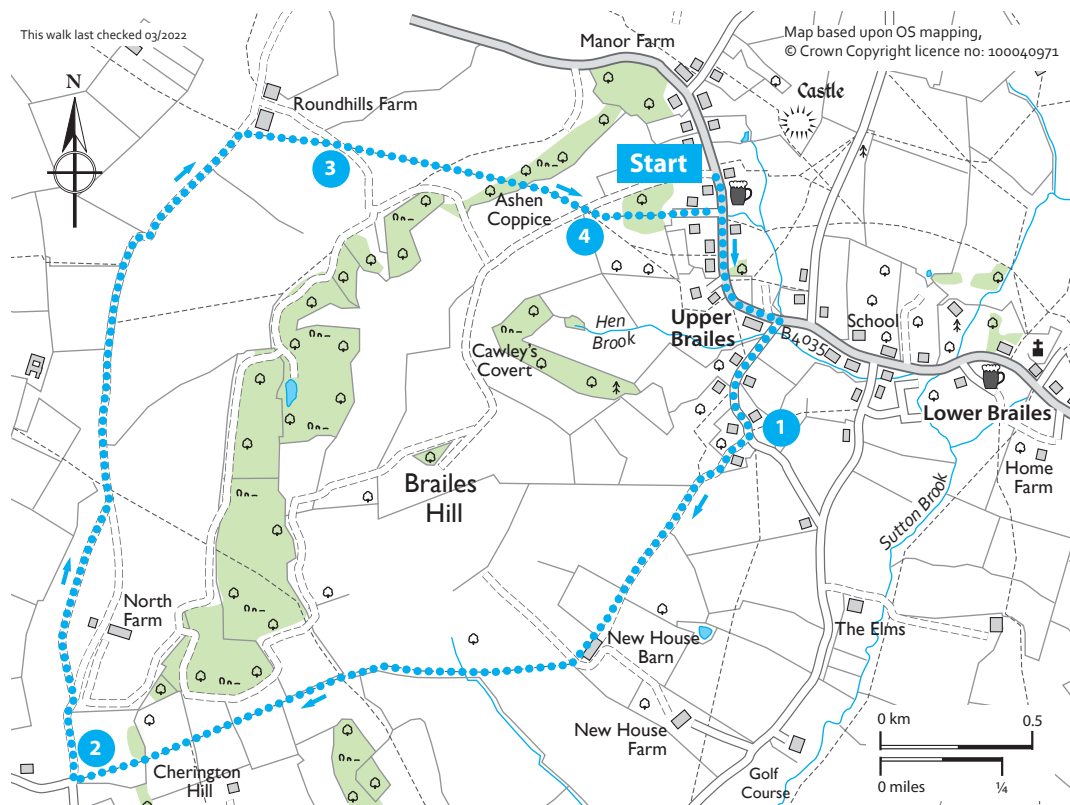 This walk last checked 03/2022
Map based upon OS mapping,
© Crown Copyright licence no: 100040971
Manor Farm
N
Castle
Roundhills Farm
Start
3
Ashen
Coppice
4
Upper
Brailes
Hen
Brook
School
B4035
Cawley's
Covert
Lower Brailes
1
Brailes
Hill
Home
Farm
Sutton Brook
North
Farm
The Elms
New House
Barn
2
New House
Farm
Cherington
Hill
Golf
Course
0 km 0.5
0 miles ¼